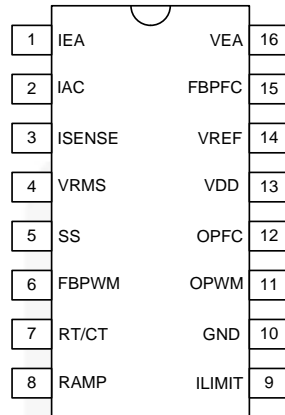 1 IEA VEA 16
2 IAC FBPFC 15
3 ISENSE VREF 14
4 VRMS VDD 13
5 SS OPFC 12
6 FBPWM OPWM 11
7 RT/CT GND 10
8 RAMP ILIMIT 9